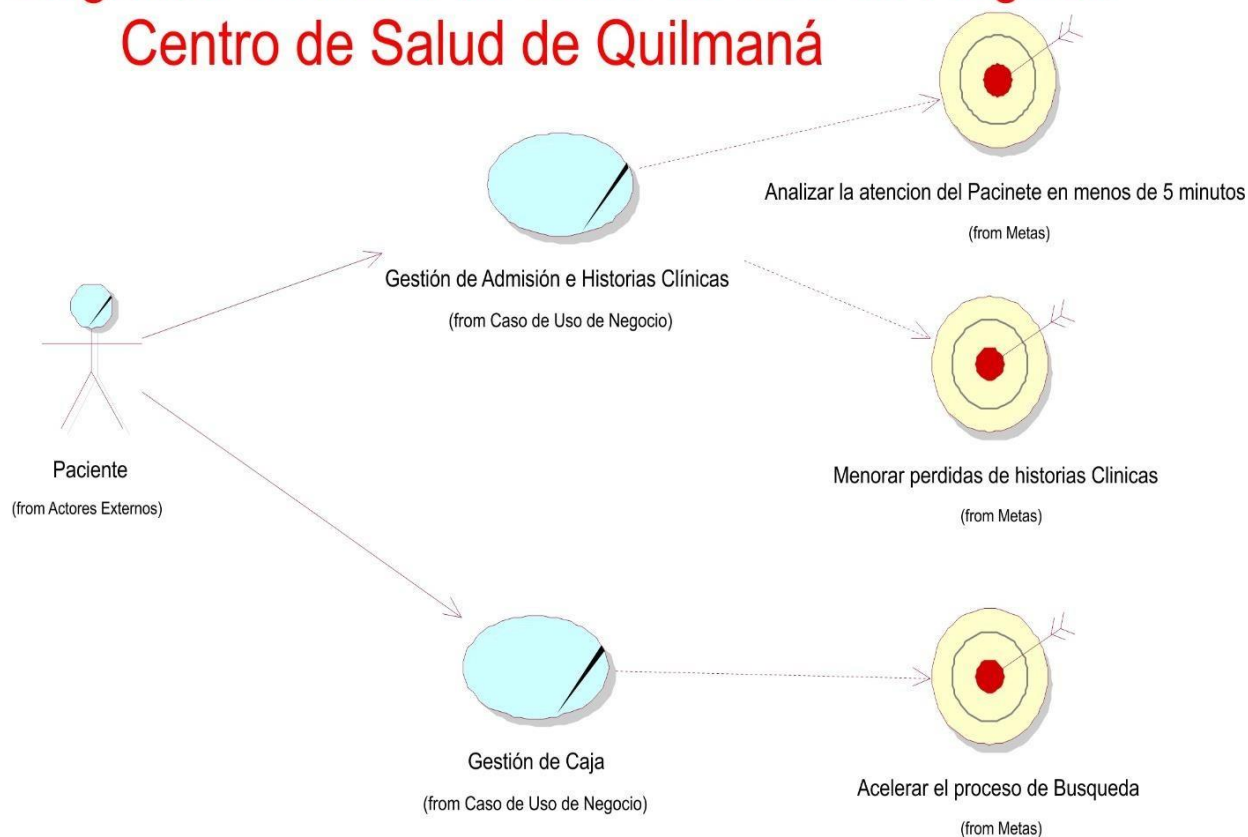 Centro de Salud de Quilmaná
Analizar la atencion del Pacinete en menos de 5 minutos
(from Metas)
Gestión de Admisión e Historias Clínicas
(from Caso de Uso de Negocio)
Paciente
(from Actores Externos)
Menorar perdidas de historias Clinicas
(from Metas)
Gestión de Caja
(from Caso de Uso de Negocio)
Acelerar el proceso de Busqueda
(from Metas)